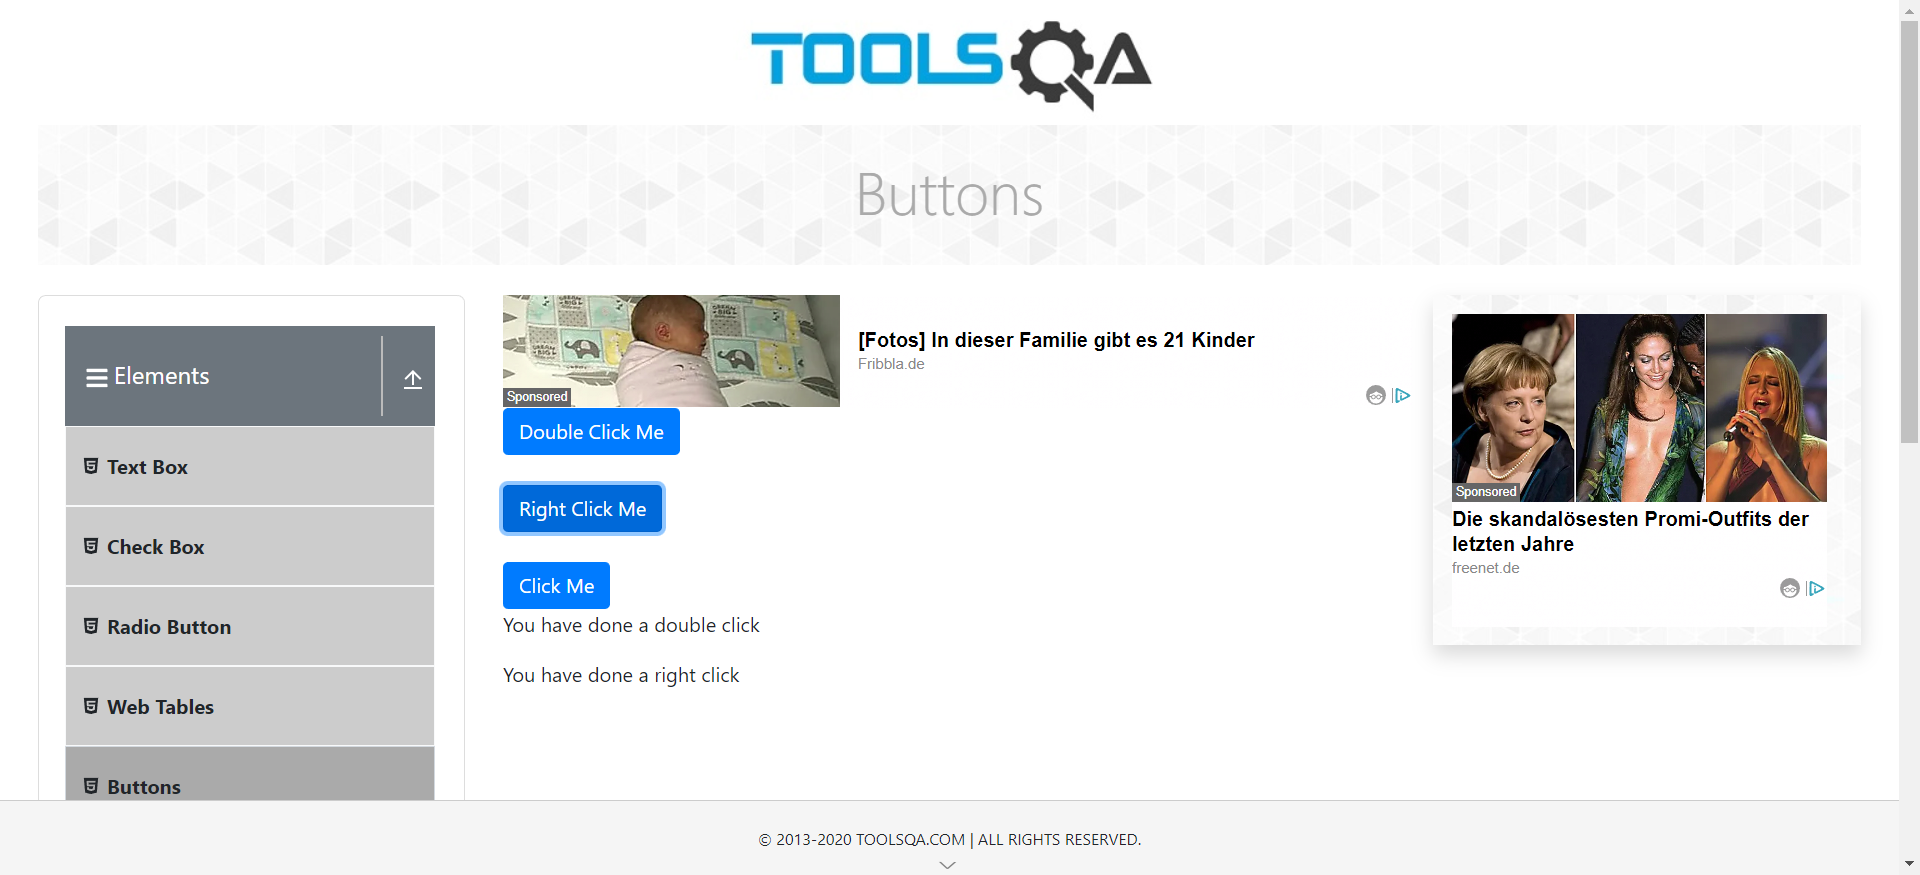 TOOLSQA
Buttons
Elements
Text Box
Check Box
Radio Button
Web Tables
Buttons
Sponsored
[Fotos] In dieser Familie gibt es 21 Kinder
Fribbla.de
Double Click Me
Right Click Me
Click Me
You have done a double click
You have done a right click
Sponsored
Die skandalösesten Promi-Outfits der
letzten Jahre
freenet.de
© 2013-2020 TOOLSQA.COM | ALL RIGHTS RESERVED.